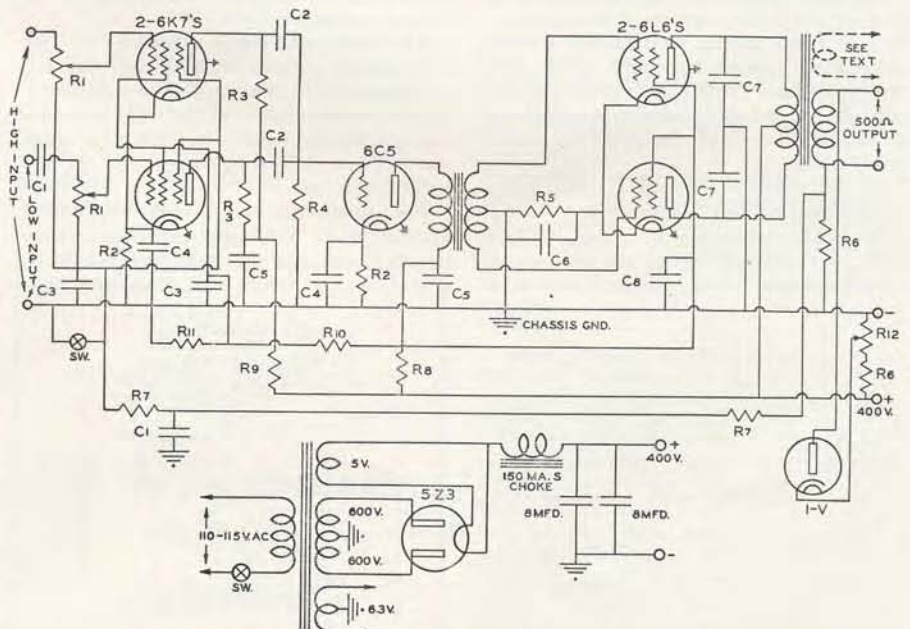 2-6K7'S
C2
2-6L6'S
SEE
TEXT
R1
R3
C7
500Ω
OUTPUT
HIGH INPUT
LOW INPUT
C2
6C5
C1
R1
R3
R4
R5
C7
R2
C4
C5
C6
R6
C3
C3
C4
R2
C5
C8
CHASSIS GND.
-
R11
R10
R12
SW.
R9
R8
R6
R7
R7
+
400V.
C1
5V.
150 MA. S
CHOKE
+
400V.
5Z3
1-V
110-115V. AC
600V.
600V.
8MFD.
8MFD.
SW.
-
6.3V.